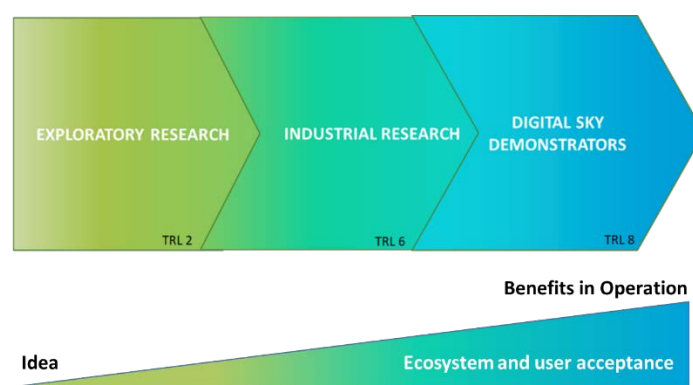 EXPLORATORY RESEARCH
INDUSTRIAL RESEARCH
DIGITAL SKY
DEMONSTRATORS
TRL 2
TRL 6
TRL 8
Benefits in Operation
Idea
Ecosystem and user acceptance